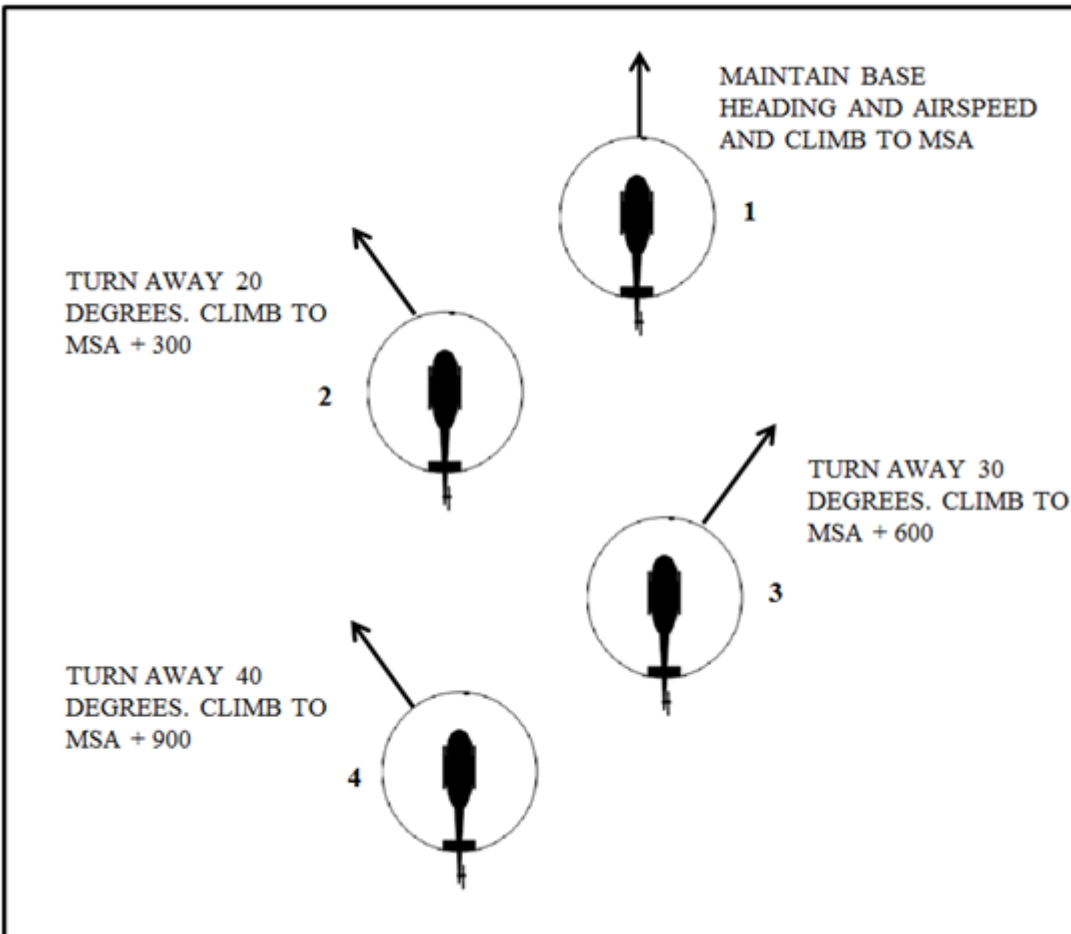 MAINTAIN BASE
HEADING AND AIRSPEED
AND CLIMB TO MSA
1
TURN AWAY 20
DEGREES. CLIMB TO
MSA + 300
2
TURN AWAY 30
DEGREES. CLIMB TO
MSA + 600
3
TURN AWAY 40
DEGREES. CLIMB TO
MSA + 900
4